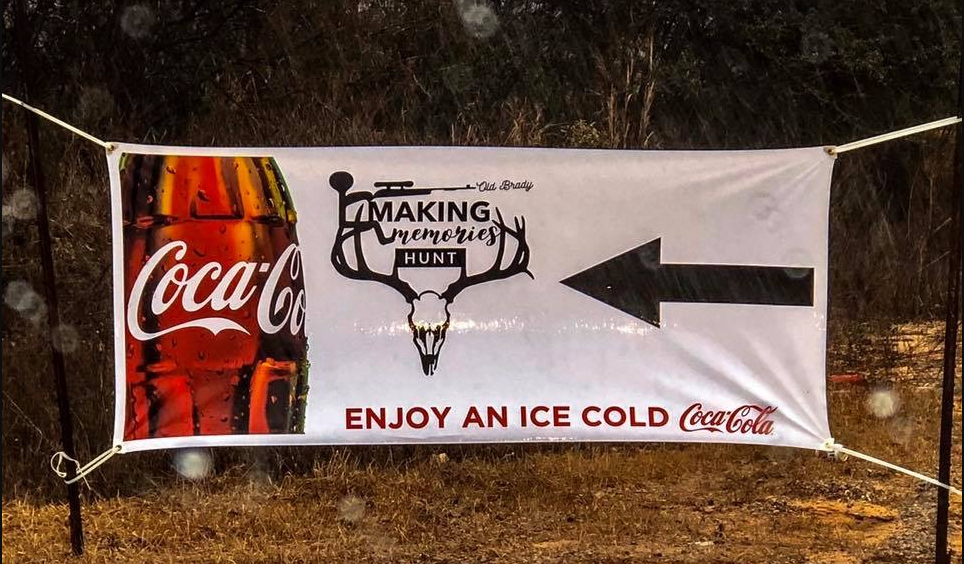 Coca-Co
Old Brady
MAKING
memories
HUNT
ENJOY AN ICE COLD Coca-Cola